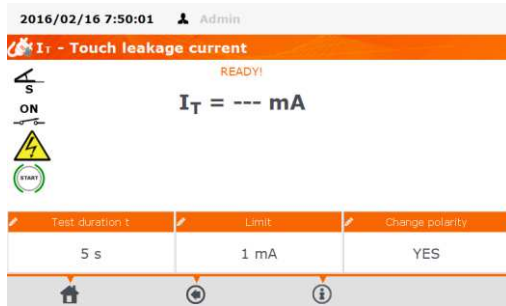 2016/02/16 7:50:01 Admin
IT - Touch leakage current
READY!
S
IT = --- mA
ON
START
Test duration t Limit Change polarity
5 s 1 mA YES